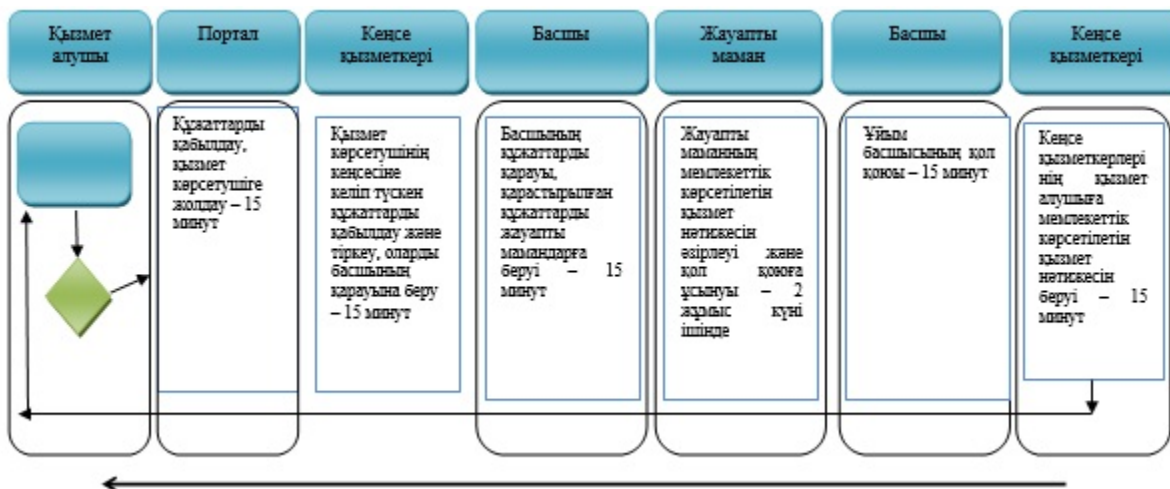 Қызмет
алушы
Портал
Кеңсе
қызметкері
Басшы
Жауапты
маман
Басшы
Кеңсе
қызметкері
Құжаттарды
қабылдау,
қызмет
көрсетушіге
жолдау – 15
минут
Қызмет
көрсетушінің
кеңсесіне
келіп түскен
құжаттарды
қабылдау және
тіркеу, оларды
басшының
қарауына беру
– 15 минут
Басшының
құжаттарды
қарауы,
қарастырылған
құжаттарды
жауапты
мамандарға
беруі – 15
минут
Жауапты
маманның
мемлекеттік
көрсетілетін
қызмет
нәтижесін
әзірлеуі және
қол қоюға
ұсынуы – 2
жұмыс күні
ішінде
Ұйым
басшысының қол
қоюы – 15 минут
Кеңсе
қызметкерлері
нің қызмет
алушыға
мемлекеттік
көрсетілетін
қызмет
нәтижесін
беруі – 15
минут